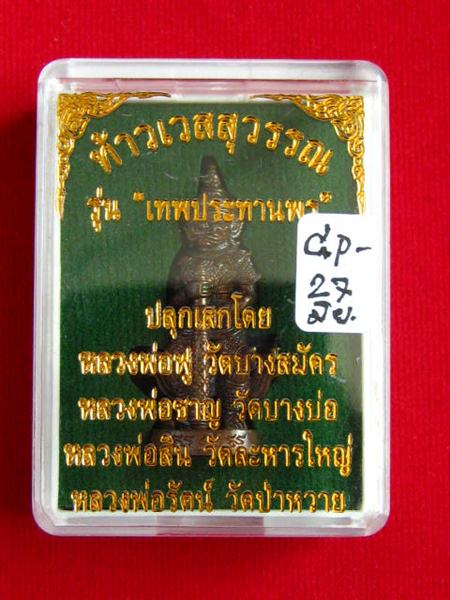 ท้าวเวสสุวรรณ
รุ่น "เทพประทานพร"
27
มิย.
ปลุกเสกโดย
หลวงพ่อฟู วัดบางสมัคร
หลวงพ่อชาญ วัดบางบ่อ
หลวงพ่อสิน วัดละหารใหญ่
หลวงพ่อรัตน์ วัดป่าหวาย